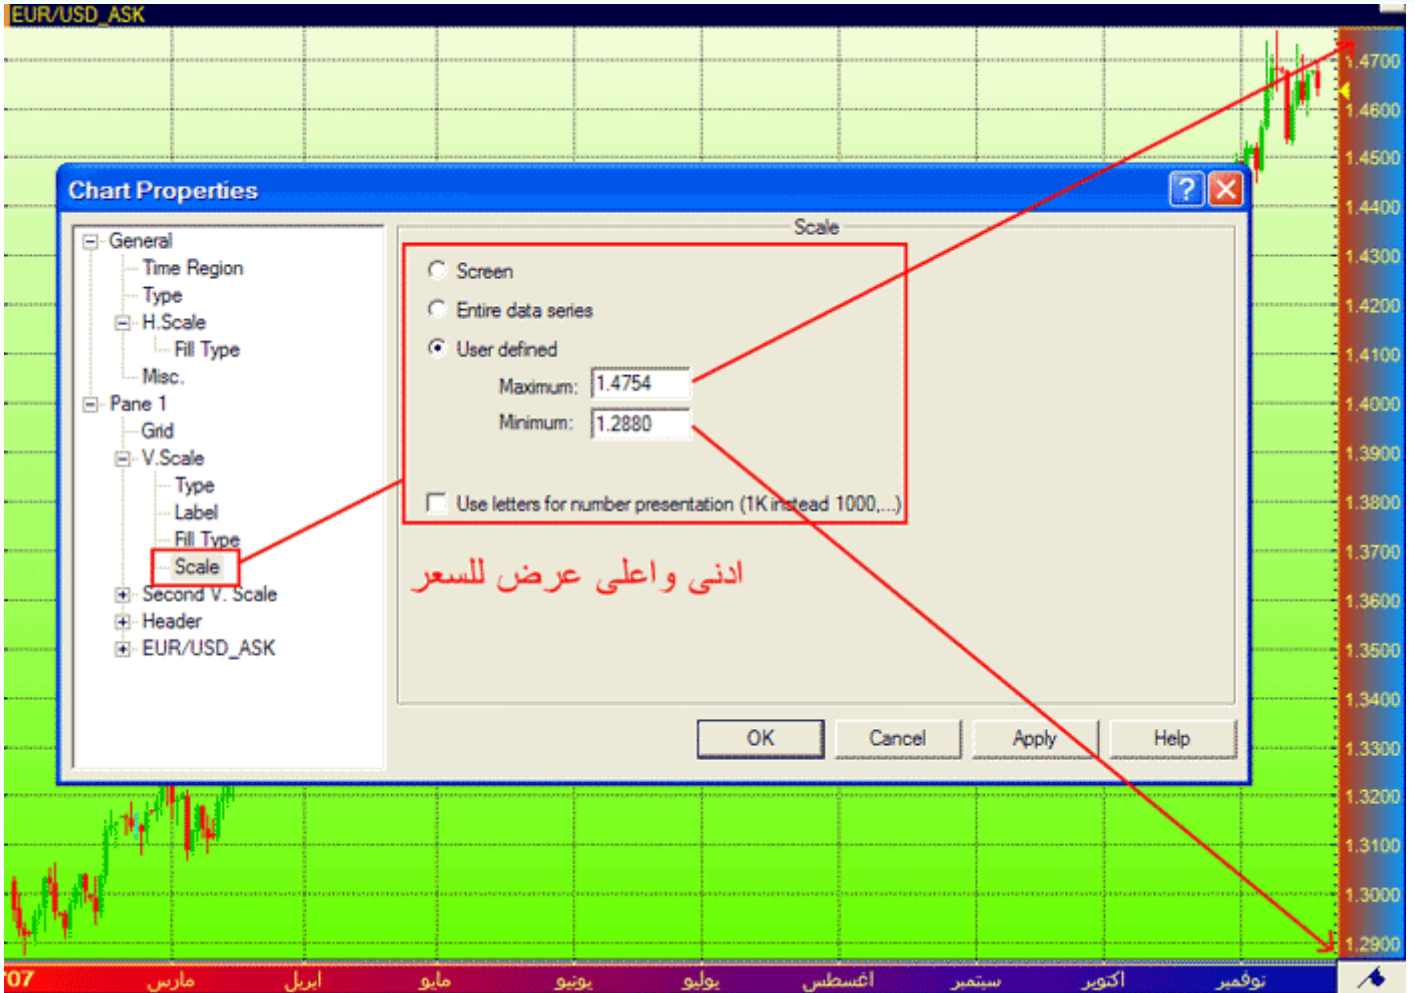 EUR/USD_ASK
Chart Properties
General
Time Region
Type
H.Scale
Fill Type
Misc.
Pane 1
Grid
V.Scale
Type
Label
Fill Type
Scale
Second V. Scale
Header
EUR/USD_ASK
Scale
Screen
Entire data series
User defined
Maximum: 1.4754
Minimum: 1.2880
Use letters for number presentation (1K instead 1000,...)
ادنى واعلى عرض للسعر
OK Cancel Apply Help
1.4700
1.4600
1.4500
1.4400
1.4300
1.4200
1.4100
1.4000
1.3900
1.3800
1.3700
1.3600
1.3500
1.3400
1.3300
1.3200
1.3100
1.3000
1.2900
'07 مارس ابريل مايو يونيو يوليو اغسطس سبتمبر اكتوبر نوفمبر